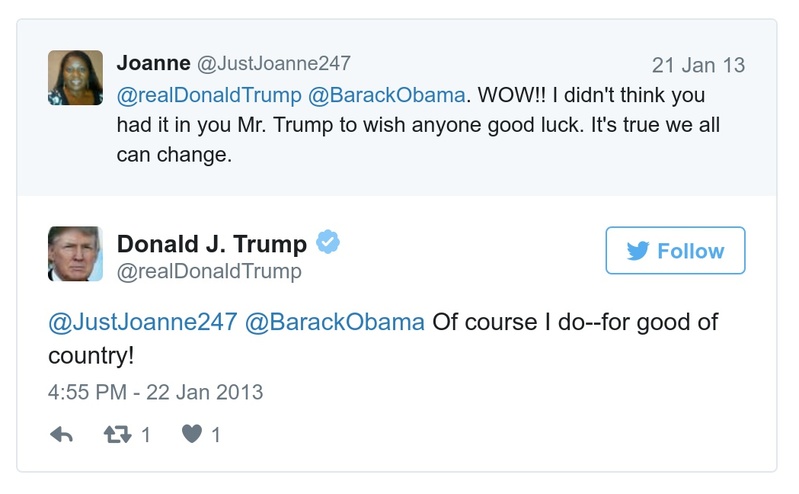 Joanne @JustJoanne247 21 Jan 13
@realDonaldTrump @BarackObama. WOW!! I didn't think you
had it in you Mr. Trump to wish anyone good luck. It's true we all
can change.
Donald J. Trump
@realDonaldTrump
Follow
@JustJoanne247 @BarackObama Of course I do--for good of
country!
4:55 PM - 22 Jan 2013
1 1